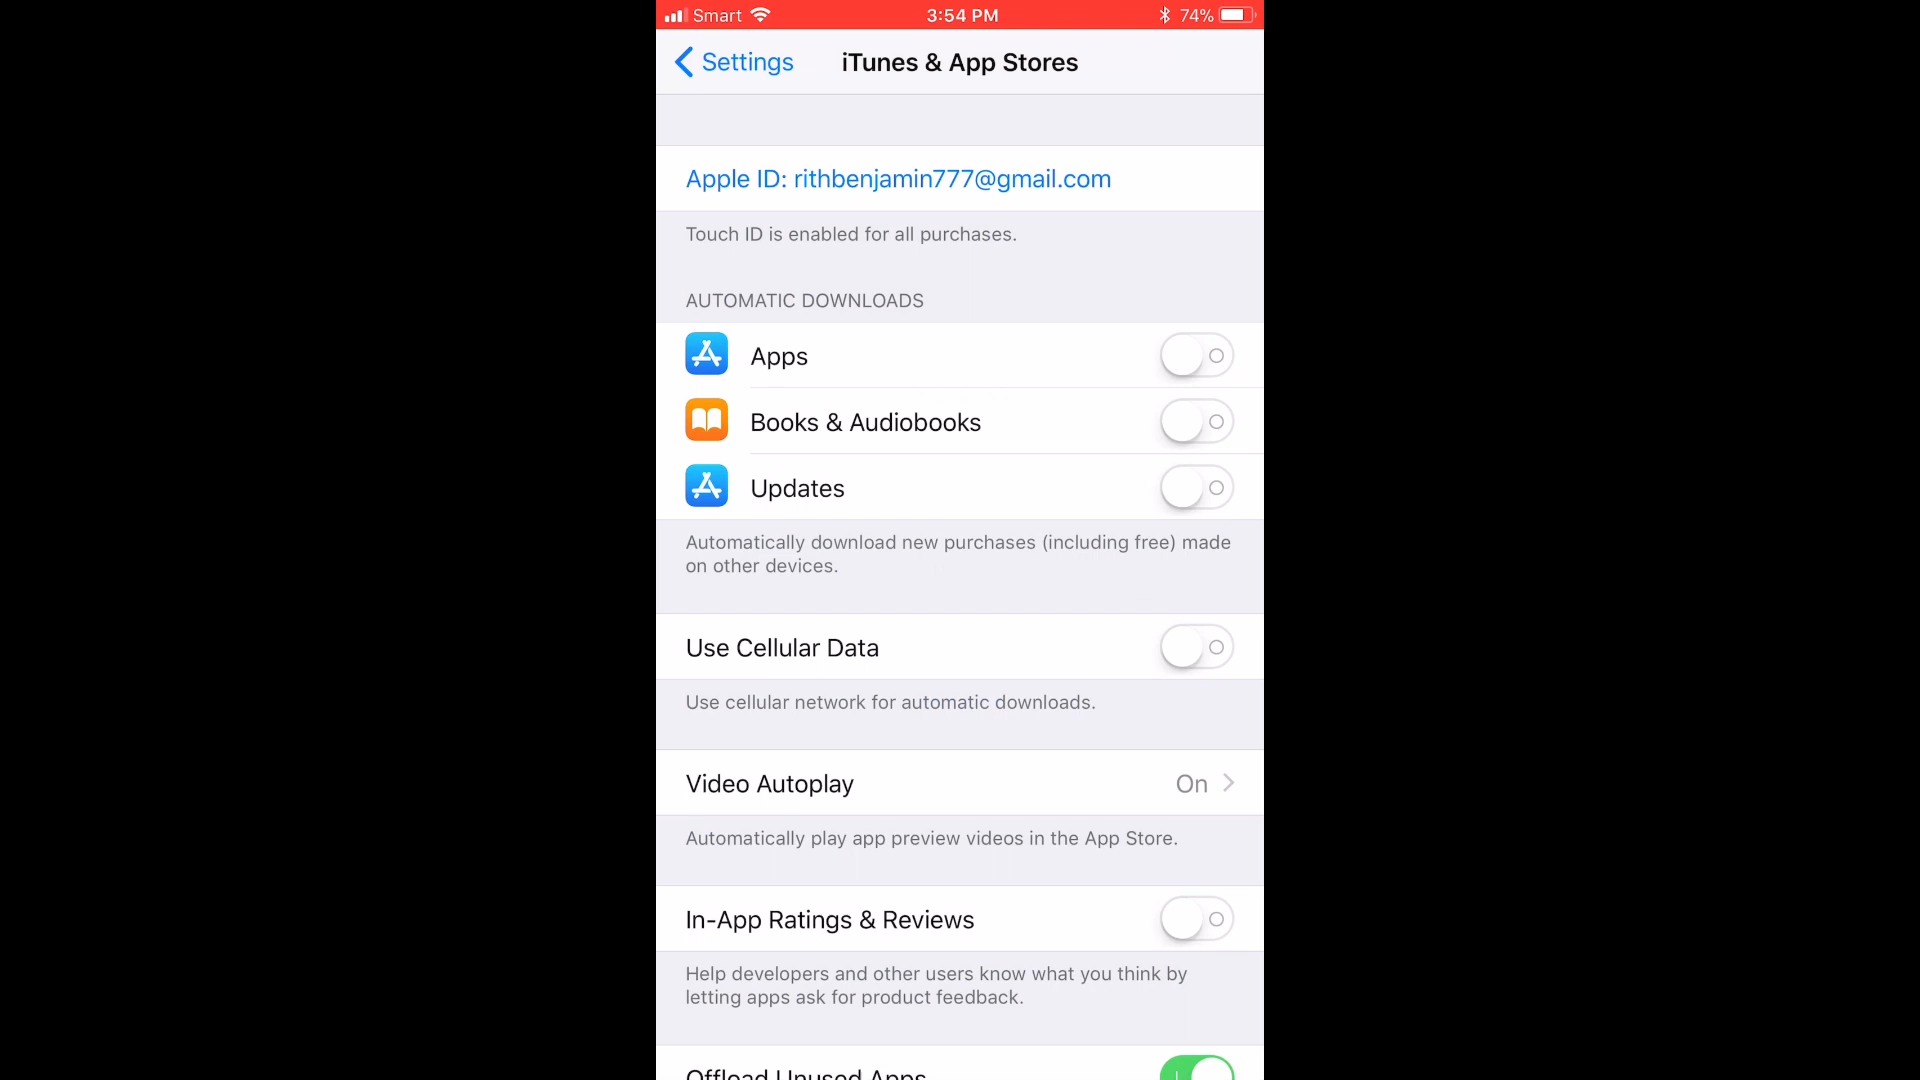 Smart 3:54 PM 74%
Settings iTunes & App Stores
Apple ID: rithbenjamin777@gmail.com
Touch ID is enabled for all purchases.
AUTOMATIC DOWNLOADS
Apps
Books & Audiobooks
Updates
Automatically download new purchases (including free) made
on other devices.
Use Cellular Data
Use cellular network for automatic downloads.
Video Autoplay On
Automatically play app preview videos in the App Store.
In-App Ratings & Reviews
Help developers and other users know what you think by
letting apps ask for product feedback.
Offload Unused Apps